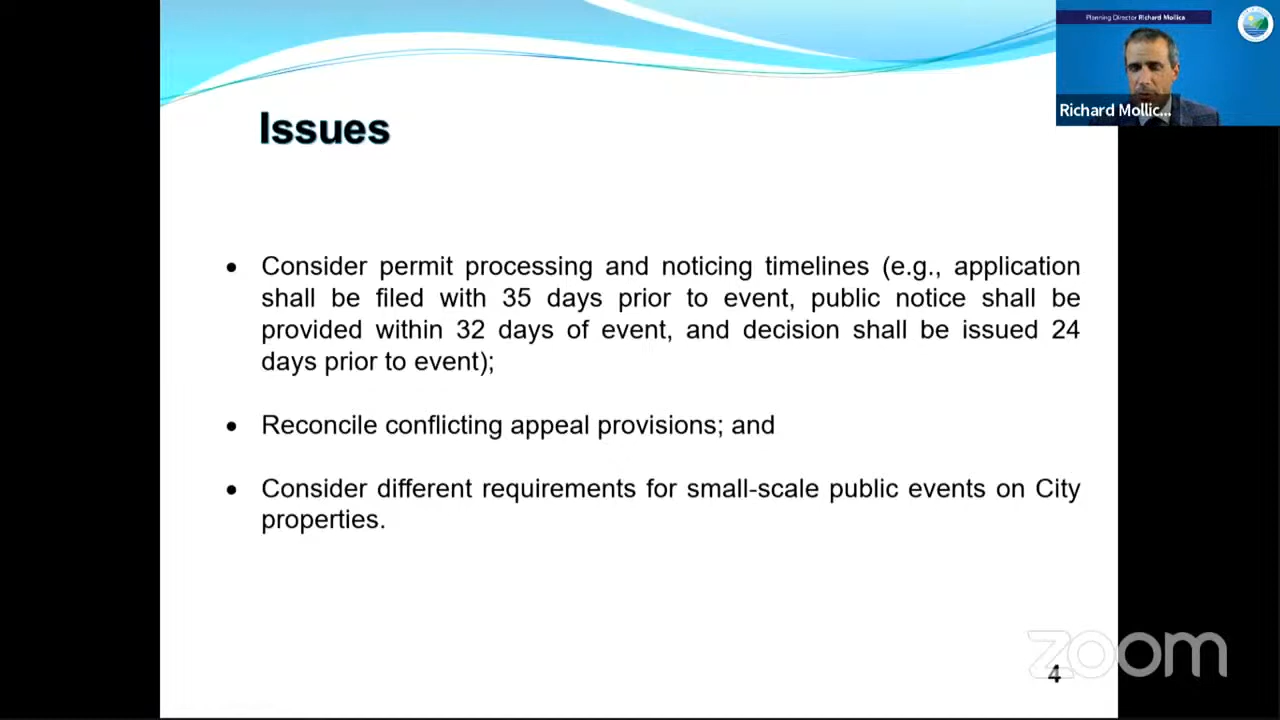 Planning Director Richard Mollica
Richard Mollic...
Issues
• Consider permit processing and noticing timelines (e.g., application
shall be filed with 35 days prior to event, public notice shall be
provided within 32 days of event, and decision shall be issued 24
days prior to event);
• Reconcile conflicting appeal provisions; and
• Consider different requirements for small-scale public events on City
properties.
zoom
4